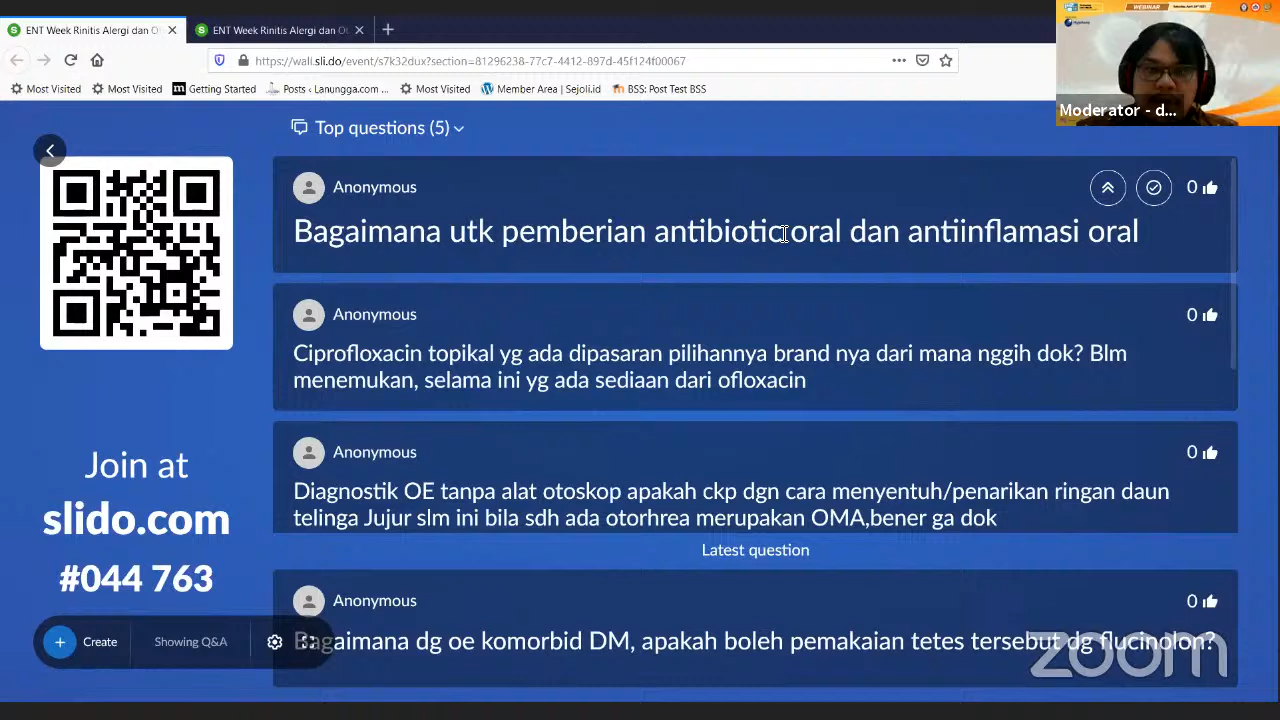 ENT Week Rinitis Alergi dan O
ENT Week Rinitis Alergi dan Ot
https://wall.sli.do/event/s7k32dux?section=81296238-77c7-4412-897d-45f124f00067
Most Visited
Most Visited
Getting Started
Posts ‹ Lanungga.com ...
Most Visited
Member Area | Sejoli.id
BSS: Post Test BSS
WEBINAR
Moderator - d...
Top questions (5)
Anonymous
0
Bagaimana utk pemberian antibiotic oral dan antiinflamasi oral
Anonymous
0
Ciprofloxacin topikal yg ada dipasaran pilihannya brand nya dari mana nggih dok? Blm
menemukan, selama ini yg ada sediaan dari ofloxacin
Anonymous
0
Diagnostik OE tanpa alat otoskop apakah ckp dgn cara menyentuh/penarikan ringan daun
telinga Jujur slm ini bila sdh ada otorhrea merupakan OMA,bener ga dok
Latest question
Anonymous
0
Bagaimana dg oe komorbid DM, apakah boleh pemakaian tetes tersebut dg flucinolon?
Join at
slido.com
#044 763
Create
Showing Q&A
zoom